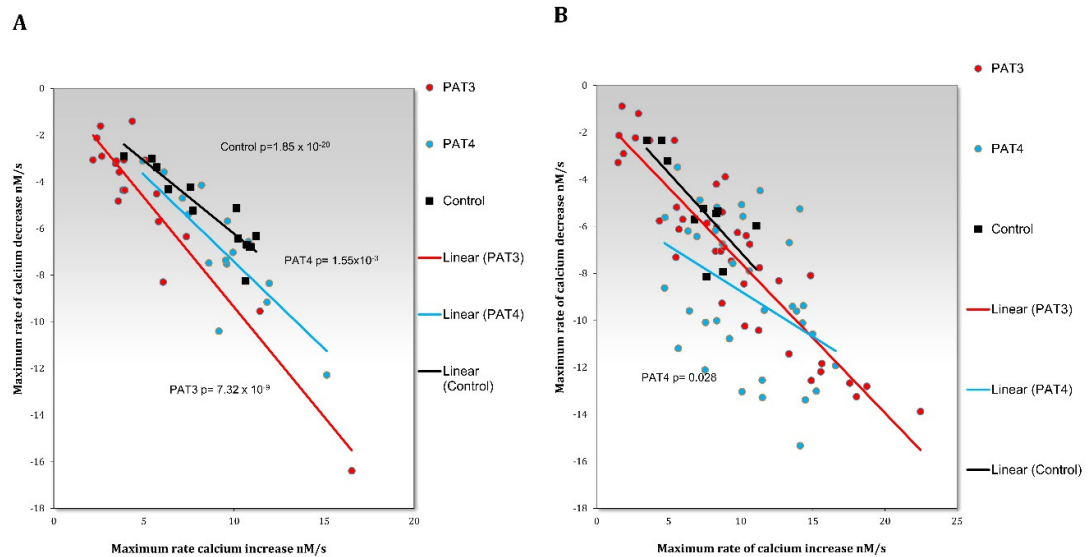 A
0
-2
-4
-6
-8
-10
-12
-14
-16
-18
0
5
10
15
20
Maximum rate of calcium decrease nM/s
Maximum rate calcium increase nM/s
Control p=1.85 x 10-20
PAT4 p= 1.55x10-3
PAT3 p= 7.32 x 10-9
PAT3
PAT4
Control
Linear (PAT3)
Linear (PAT4)
Linear
(Control)
B
0
-2
-4
-6
-8
-10
-12
-14
-16
-18
0
5
10
15
20
25
Maximum rate of calcium decrease nM/s
Maximum rate of calcium increase nM/s
PAT4 p= 0.028
PAT3
PAT4
Control
Linear (PAT3)
Linear (PAT4)
Linear (Control)